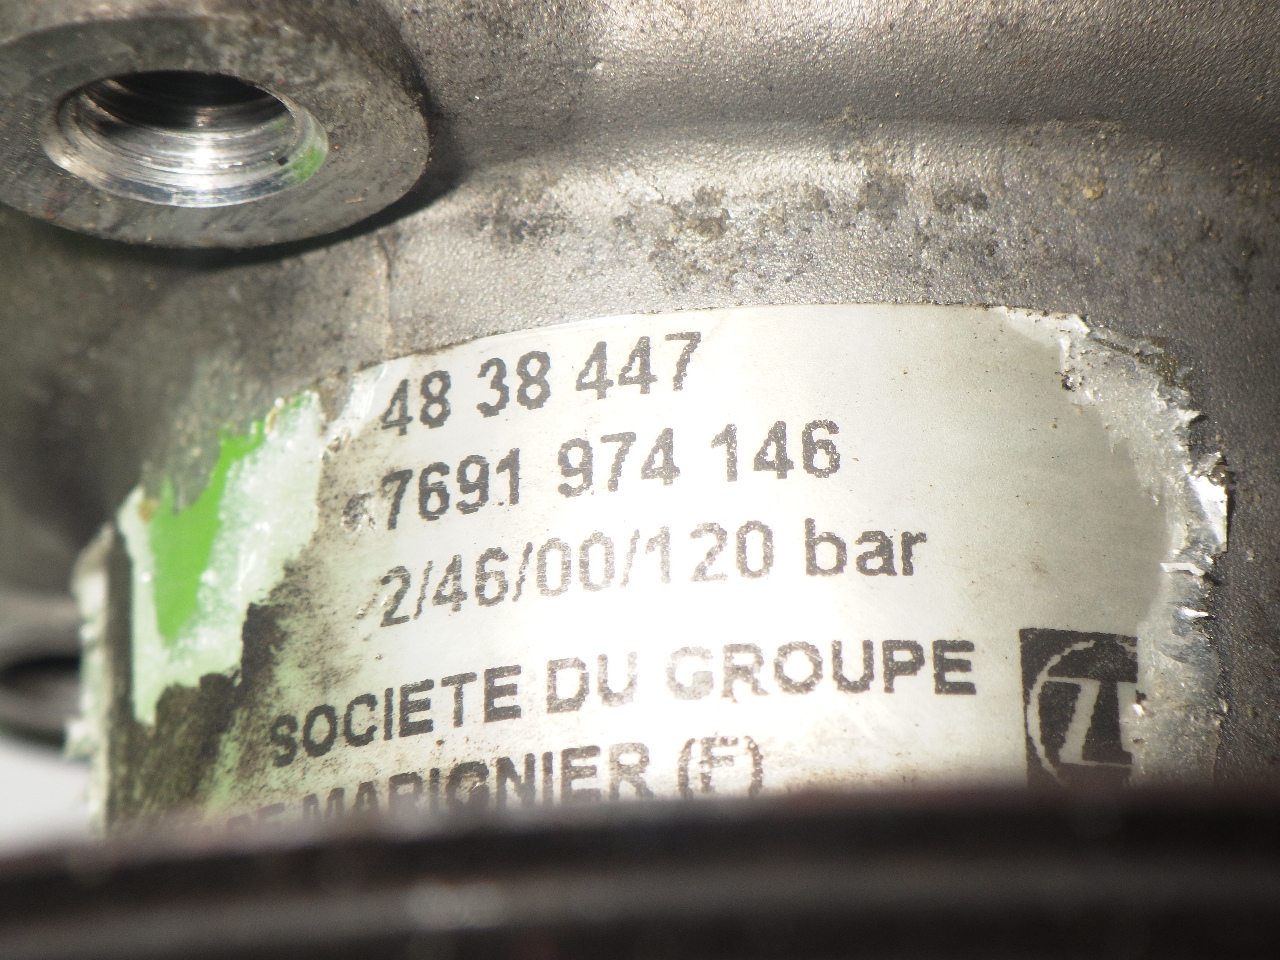 48 38 447
7691 974 146
2/46/00/120 bar
SOCIETE DU GROUPE
MARIGNIER (F)